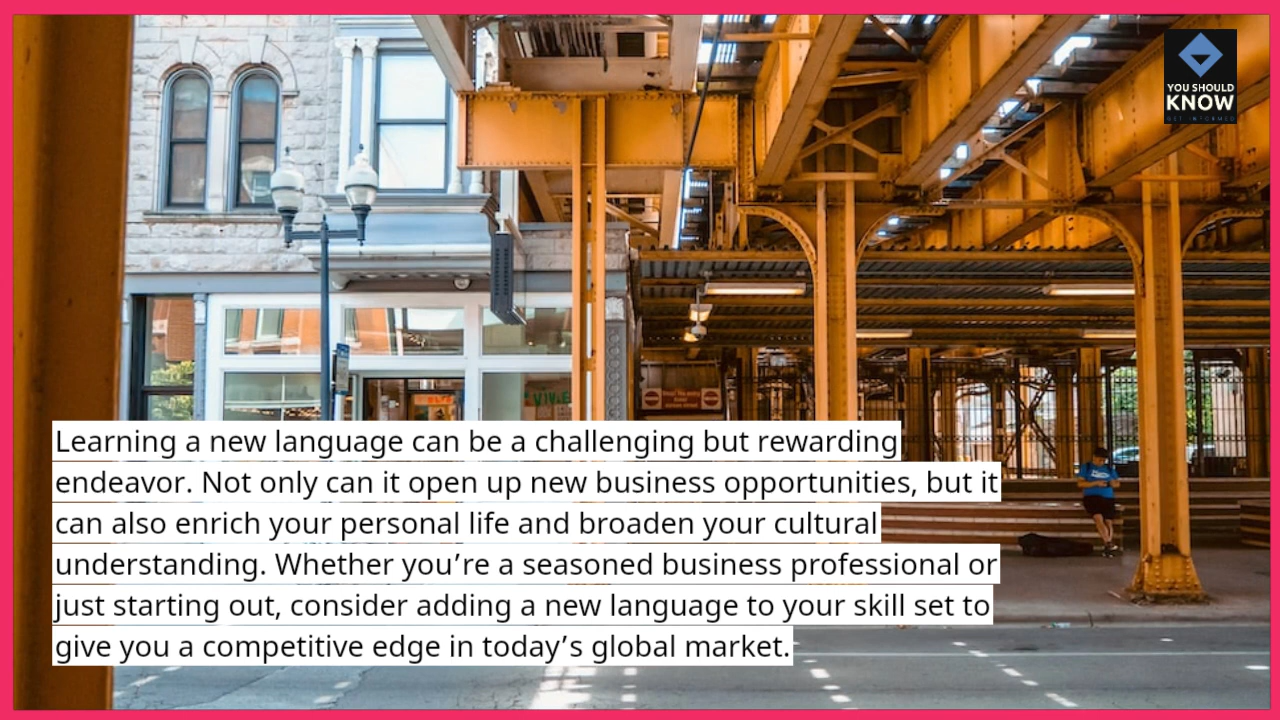 YOU SHOULD
KNOW
GET INFORMED
Learning a new language can be a challenging but rewarding
endeavor. Not only can it open up new business opportunities, but it
can also enrich your personal life and broaden your cultural
understanding. Whether you’re a seasoned business professional or
just starting out, consider adding a new language to your skill set to
give you a competitive edge in today’s global market.